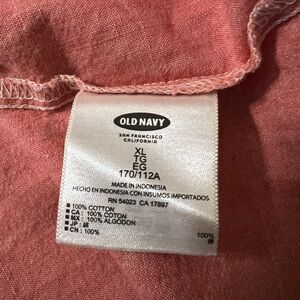 OLD NAVY
SAN FRANCISCO
CALIFORNIA
XL
TG
EG
170/112A
MADE IN INDONESIA
HECHO EN INDONESIA CON INSUMOS IMPORTADOS
RN 54023 CA 17897
100% COTTON
CA : 100% COTON
MX : 100% ALGODON
JP :
CN : 100%
100%